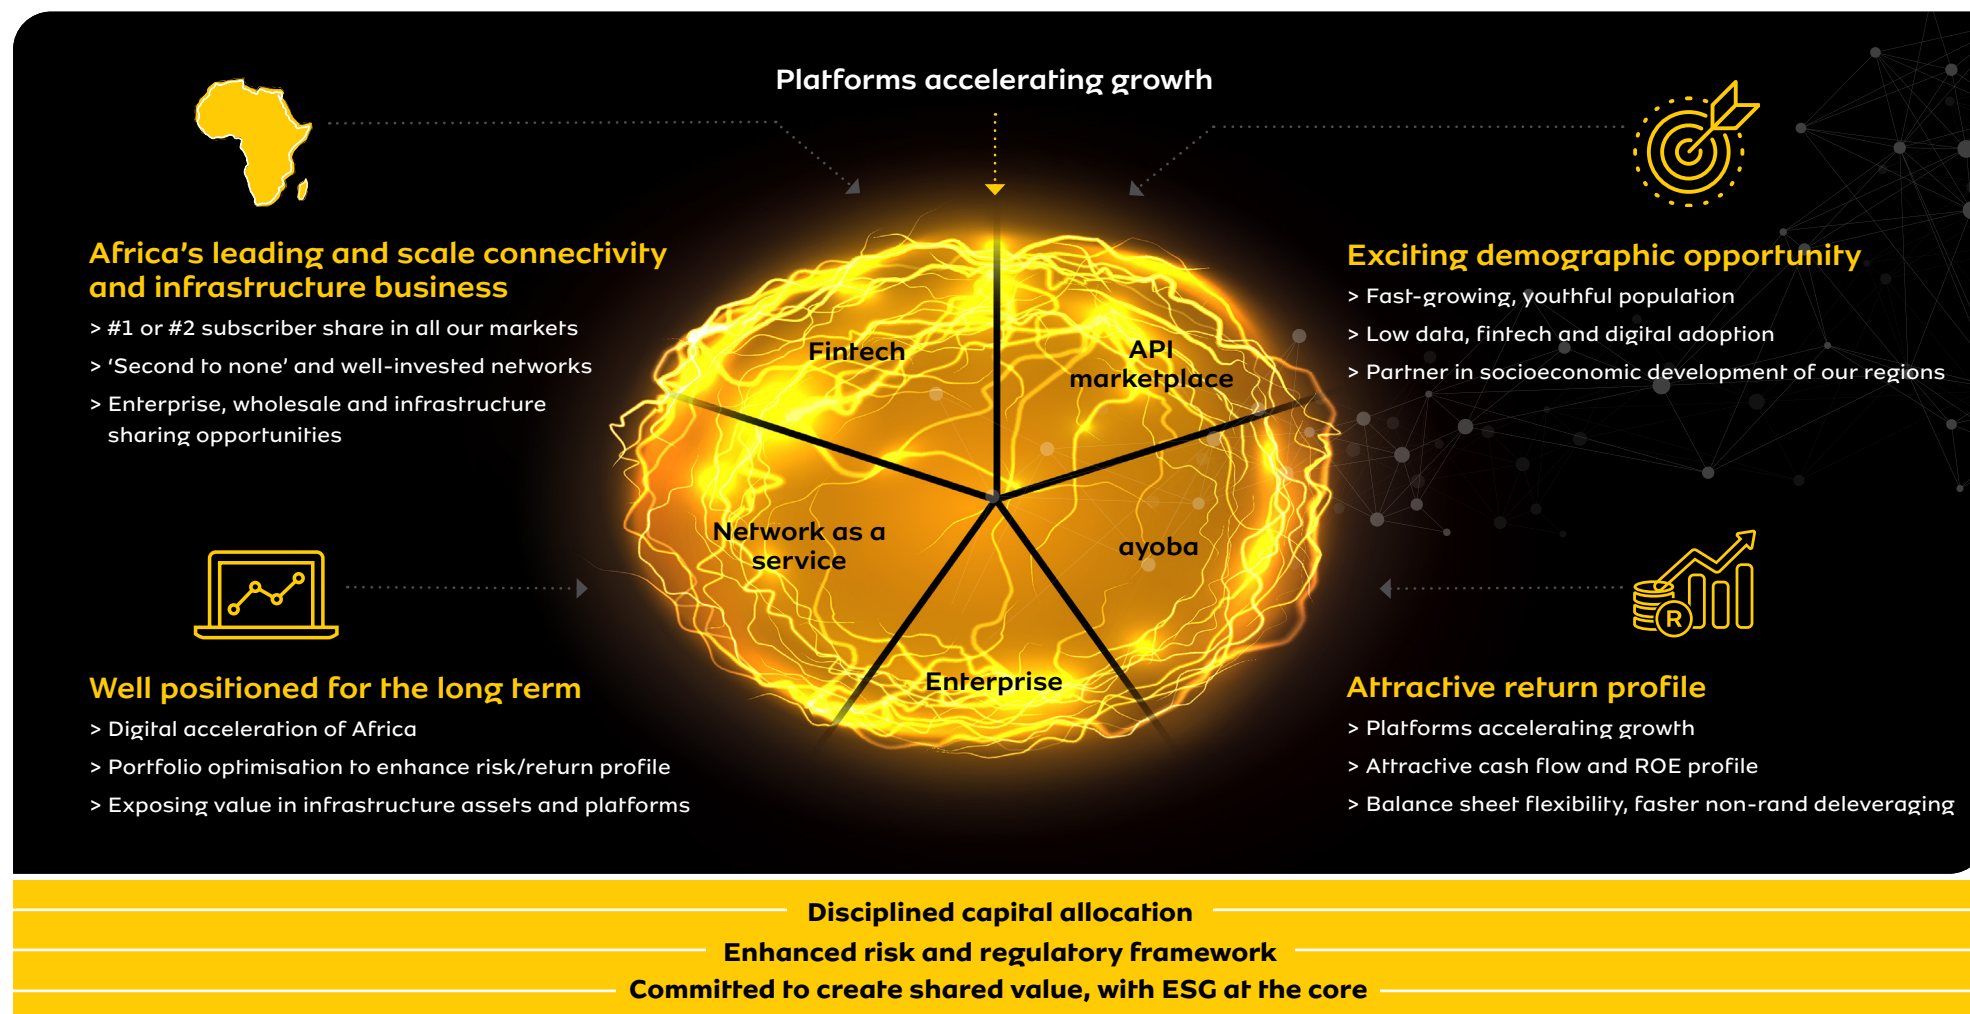 Platforms accelerating growth
Africa's leading and scale connectivity
and infrastructure business
> #1 or #2 subscriber share in all our markets
> 'Second to none' and well-invested networks
> Enterprise, wholesale and infrastructure
sharing opportunities
Exciting demographic opportunity
> Fast-growing, youthful population
> Low data, fintech and digital adoption
> Partner in socioeconomic development of our regions
Fintech
API
marketplace
Network as a
service
ayoba
Enterprise
Well positioned for the long term
> Digital acceleration of Africa
> Portfolio optimisation to enhance risk/return profile
> Exposing value in infrastructure assets and platforms
R
Attractive return profile
> Platforms accelerating growth
> Attractive cash flow and ROE profile
> Balance sheet flexibility, faster non-rand deleveraging
Disciplined capital allocation
Enhanced risk and regulatory framework
Committed to create shared value, with ESG at the core